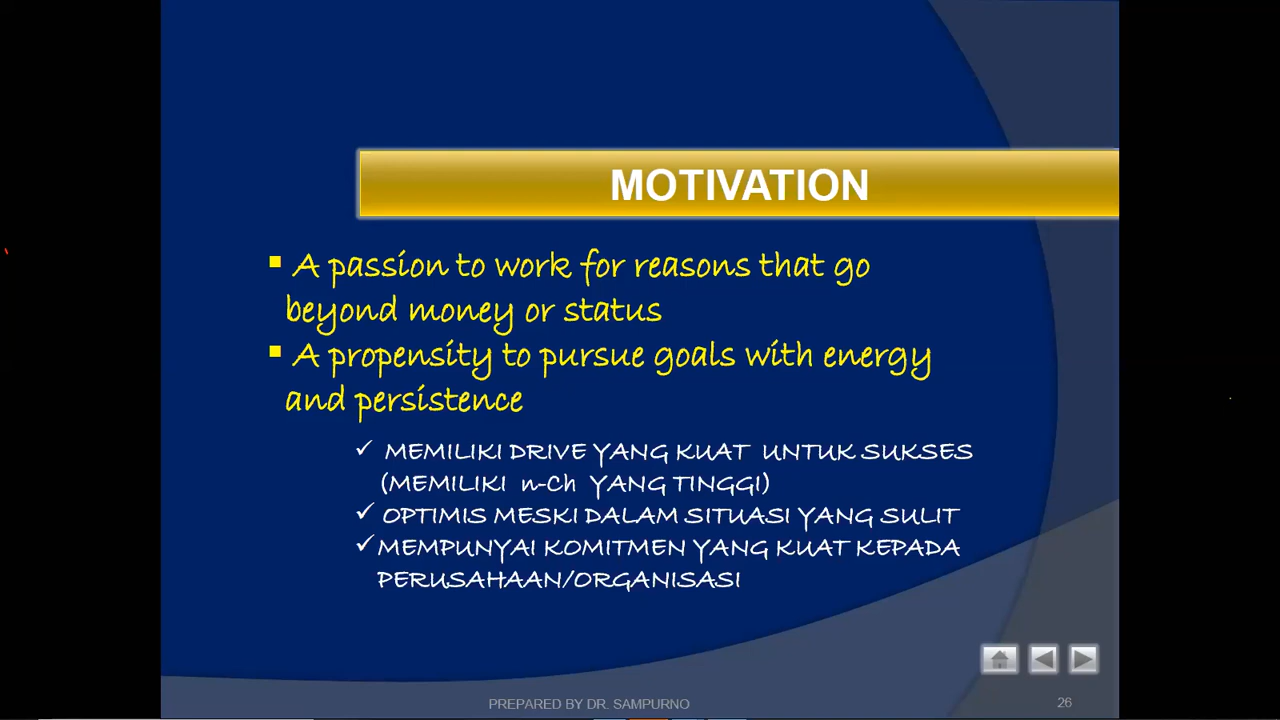 MOTIVATION
▪ A passion to work for reasons that go
beyond money or status
▪ A propensity to pursue goals with energy
and persistence
✓ MEMILIKI DRIVE YANG KUAT UNTUK SUKSES
(MEMILIKI n-Ch YANG TINGGI)
✓ OPTIMIS MESKI DALAM SITUASI YANG SULIT
✓ MEMPUNYAI KOMITMEN YANG KUAT KEPADA
PERUSAHAAN/ORGANISASI
PREPARED BY DR. SAMPURNO
26